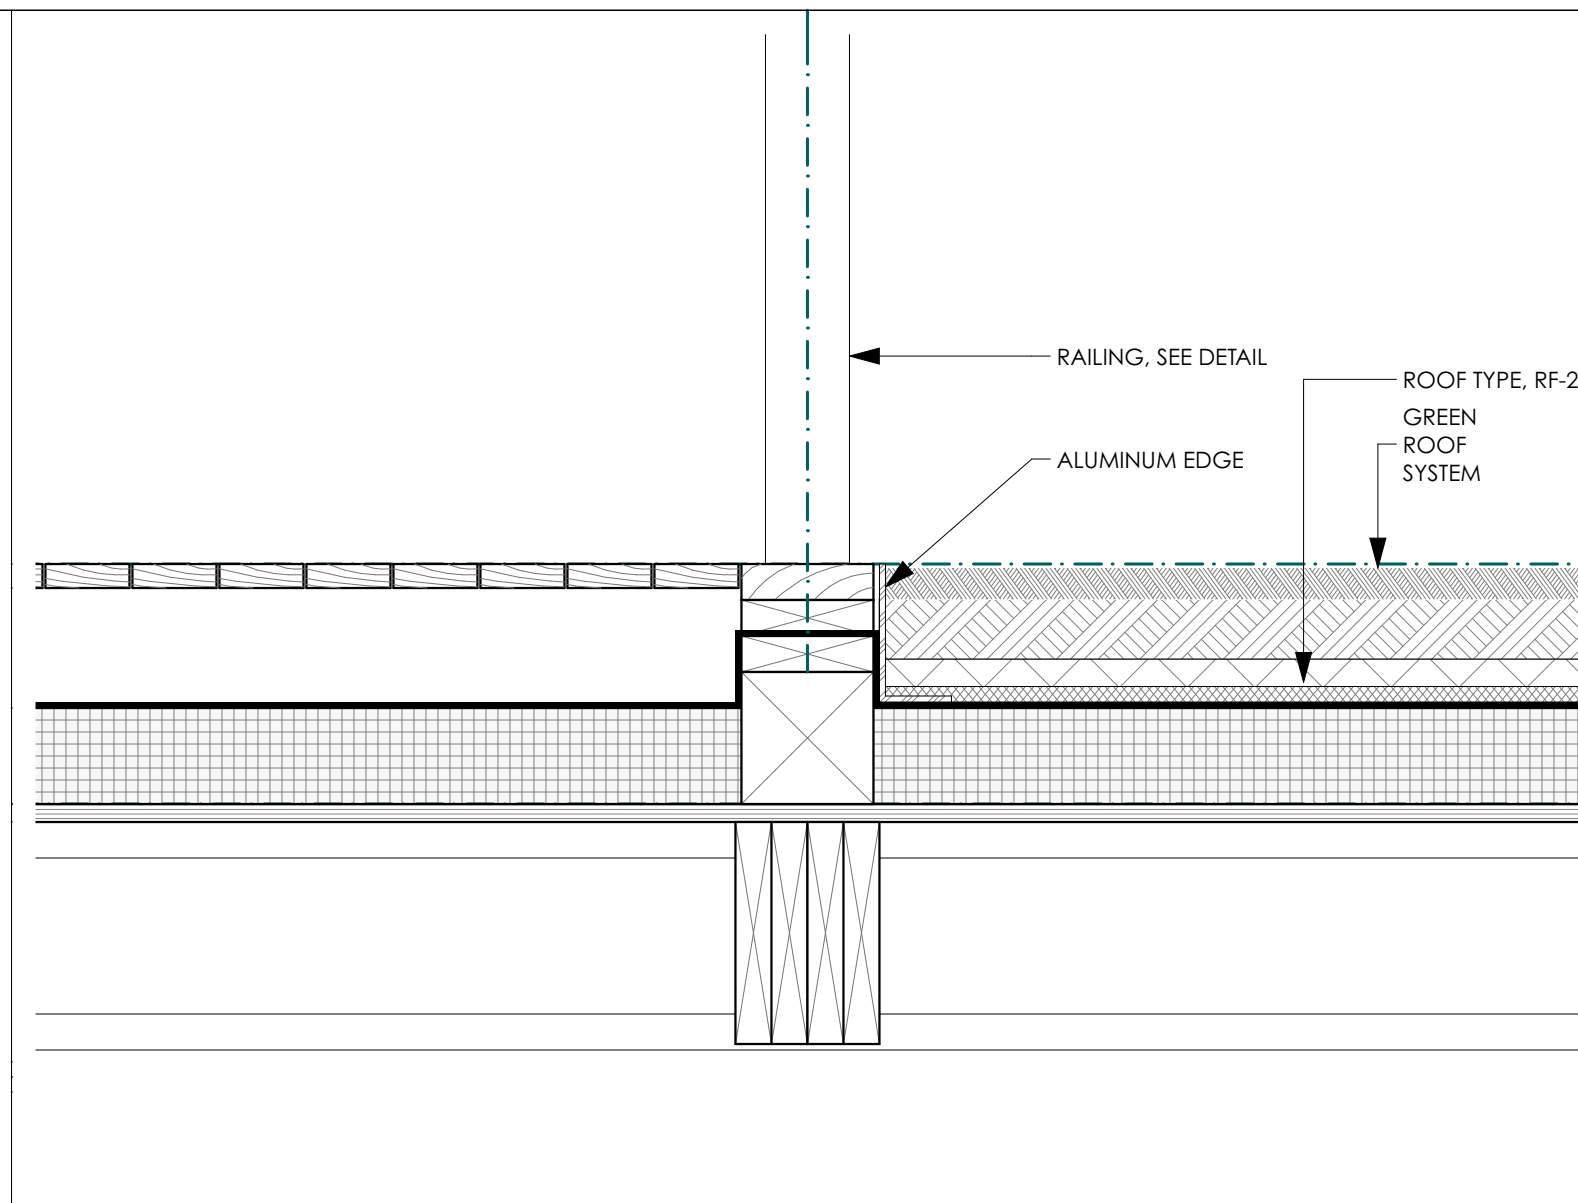 RAILING, SEE DETAIL
ROOF TYPE, RF-2
GREEN
ROOF
SYSTEM
ALUMINUM EDGE